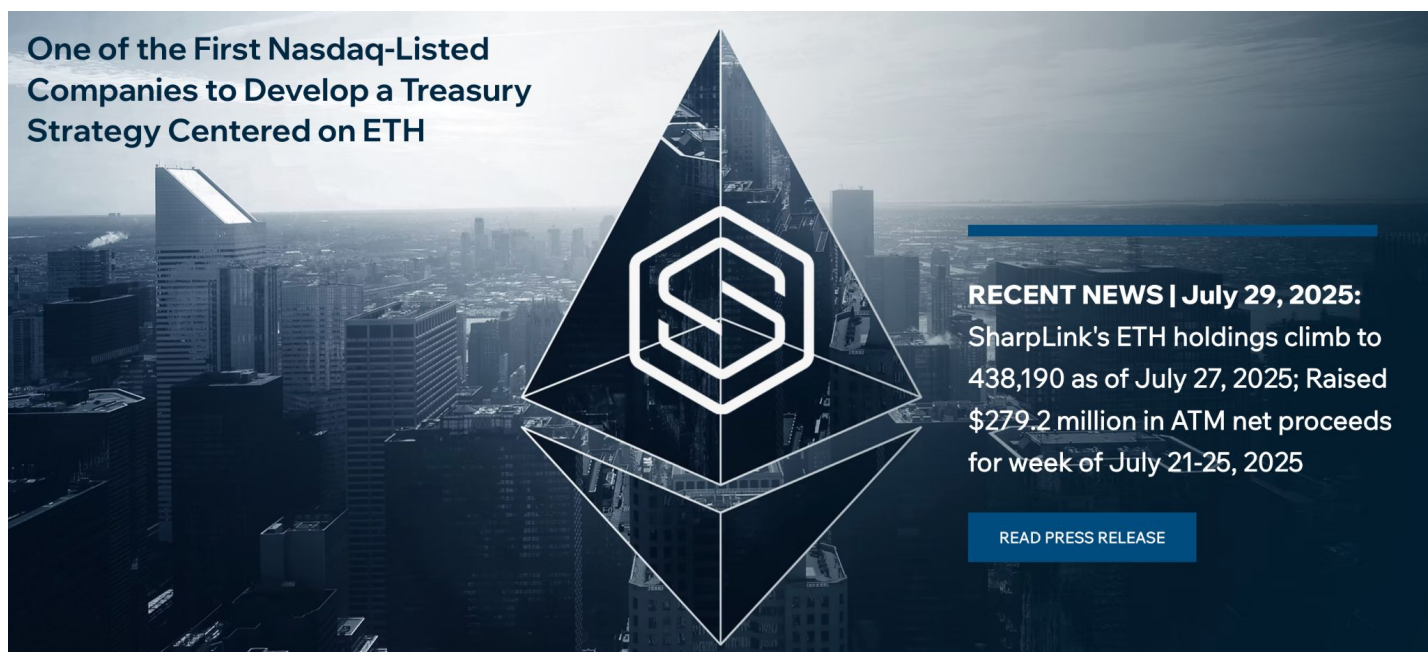 One of the First Nasdaq-Listed
Companies to Develop a Treasury
Strategy Centered on ETH
RECENT NEWS | July 29, 2025:
SharpLink's ETH holdings climb to
438,190 as of July 27, 2025; Raised
$279.2 million in ATM net proceeds
for week of July 21-25, 2025
READ PRESS RELEASE